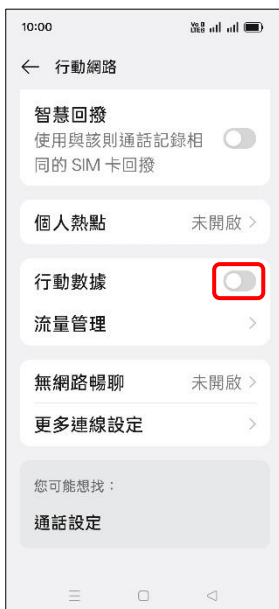 10:00
← 行動網路
智慧回撥
使用與該則通話記錄相
同的 SIM 卡回撥
個人熱點 未開啟 >
行動數據
流量管理 >
無網路暢聊 未開啟 >
更多連線設定 >
您可能想找：
通話設定